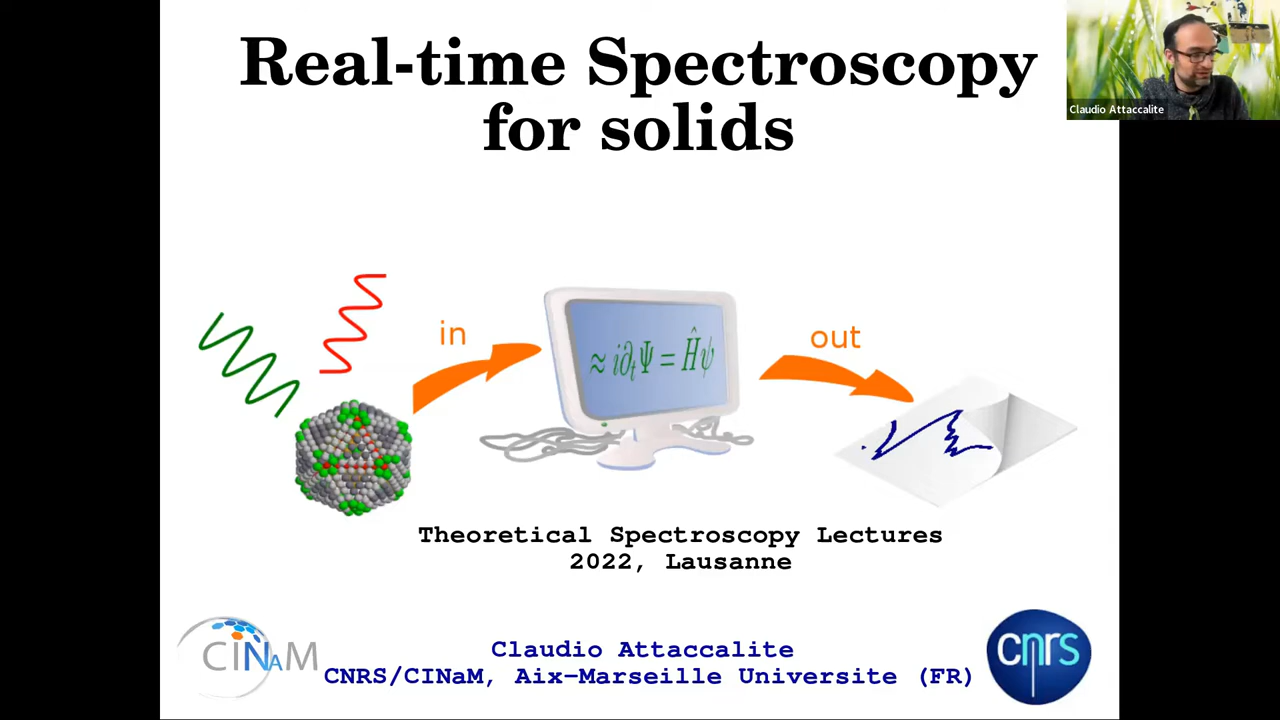 Real-time Spectroscopy
for solids
Claudio Attaccalite
in
≈ i∂ₜΨ = Ĥψ
out
Theoretical Spectroscopy Lectures
2022, Lausanne
CINaM
Claudio Attaccalite
CNRS/CINaM, Aix-Marseille Universite (FR)
cnrs